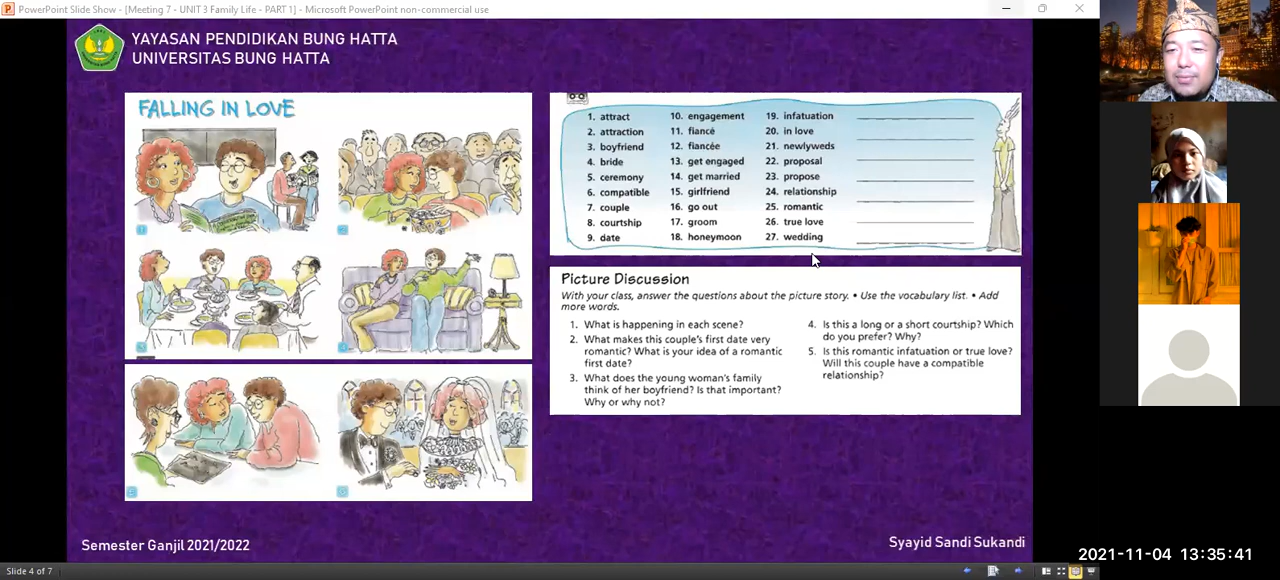 PowerPoint Slide Show - [Meeting 7 - UNIT 3 Family Life - PART 1] - Microsoft PowerPoint non-commercial use
YAYASAN PENDIDIKAN BUNG HATTA
UNIVERSITAS BUNG HATTA
FALLING IN LOVE
1
2
3
4
5
6
1. attract
2. attraction
3. boyfriend
4. bride
5. ceremony
6. compatible
7. couple
8. courtship
9. date
10. engagement
11. fiancé
12. fiancée
13. get engaged
14. get married
15. girlfriend
16. go out
17. groom
18. honeymoon
19. infatuation
20. in love
21. newlyweds
22. proposal
23. propose
24. relationship
25. romantic
26. true love
27. wedding
Picture Discussion
With your class, answer the questions about the picture story. • Use the vocabulary list. • Add
more words.
1. What is happening in each scene?
2. What makes this couple's first date very
romantic? What is your idea of a romantic
first date?
3. What does the young woman's family
think of her boyfriend? Is that important?
Why or why not?
4. Is this a long or a short courtship? Which
do you prefer? Why?
5. Is this romantic infatuation or true love?
Will this couple have a compatible
relationship?
Semester Ganjil 2021/2022
Syayid Sandi Sukandi
2021-11-04 13:35:41
Slide 4 of 7